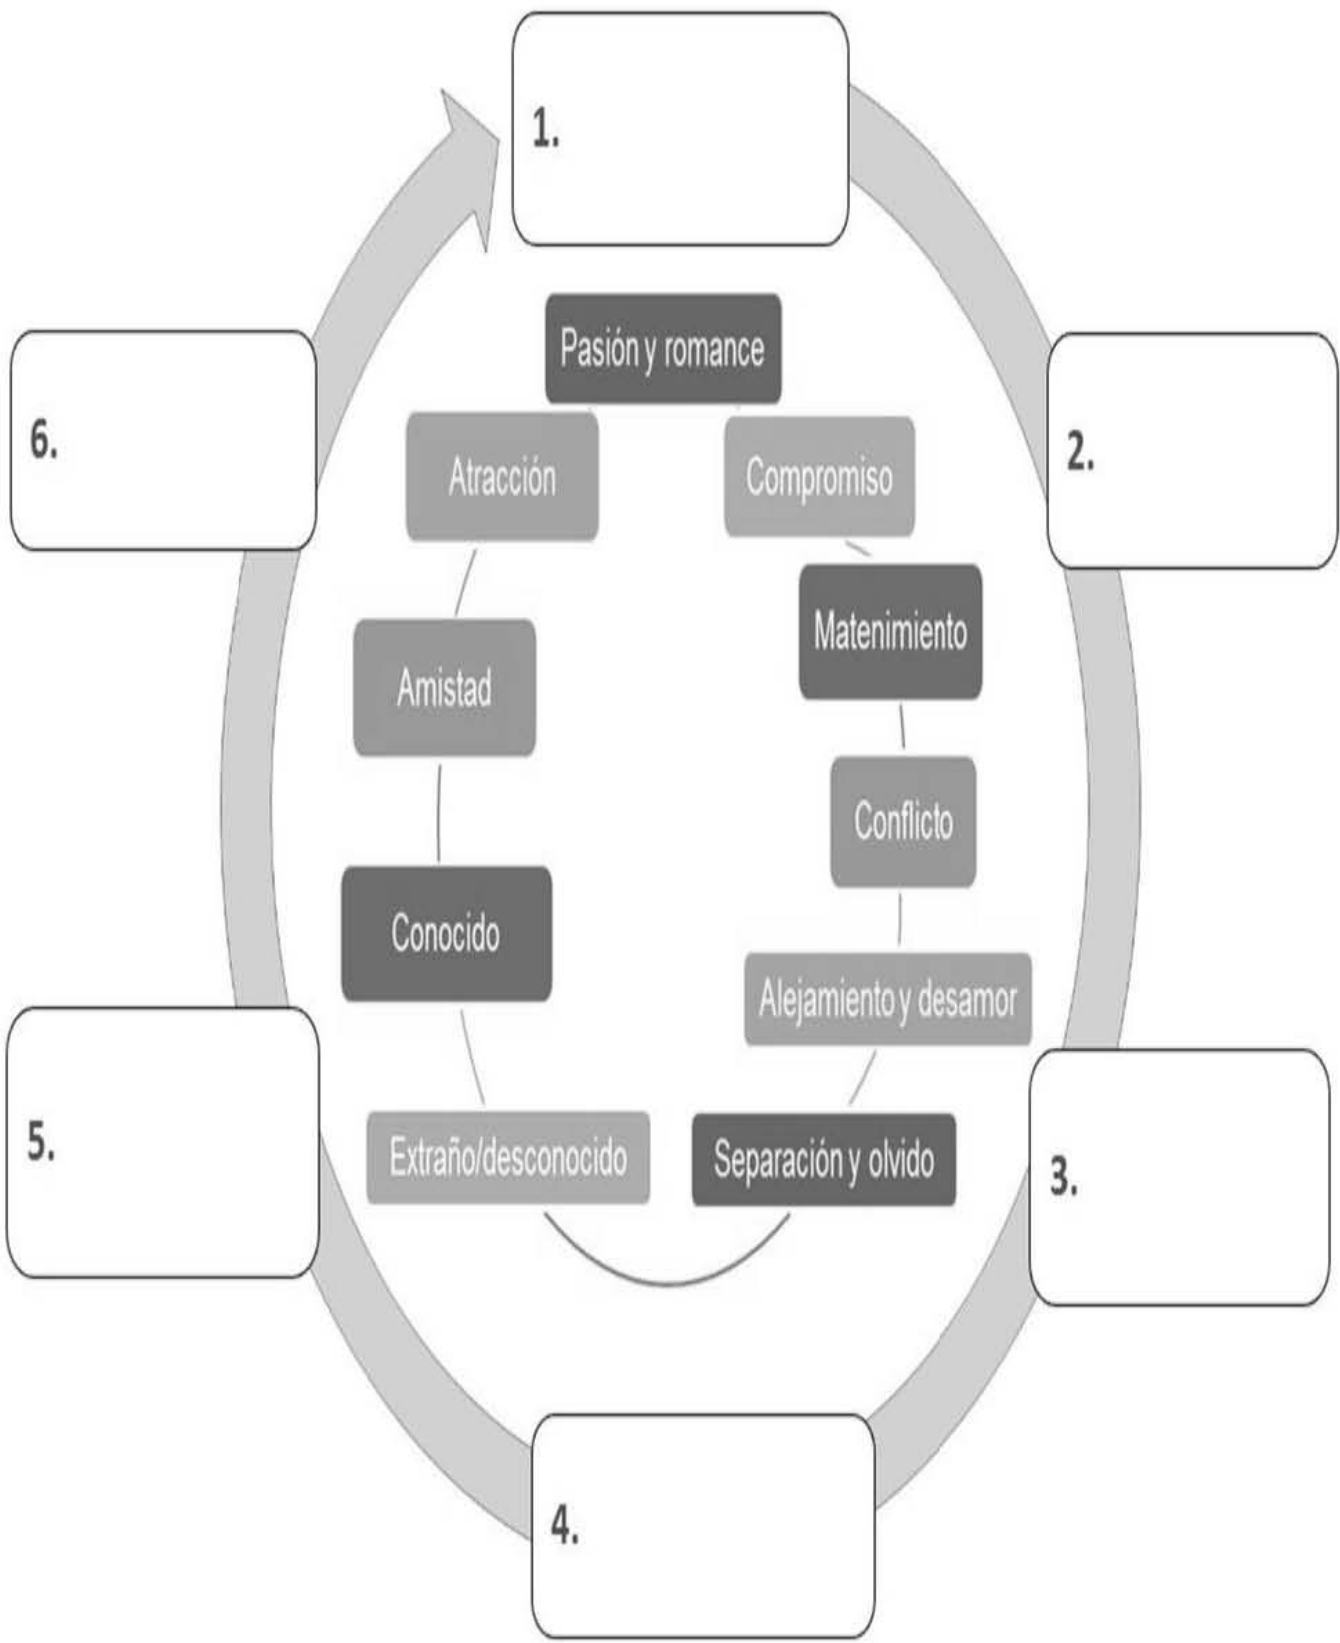 1.
Pasión y romance
6.
2.
Atracción
Compromiso
Matenimiento
Amistad
Conflicto
Conocido
Alejamiento y desamor
5.
Extraño/desconocido
Separación y olvido
3.
4.